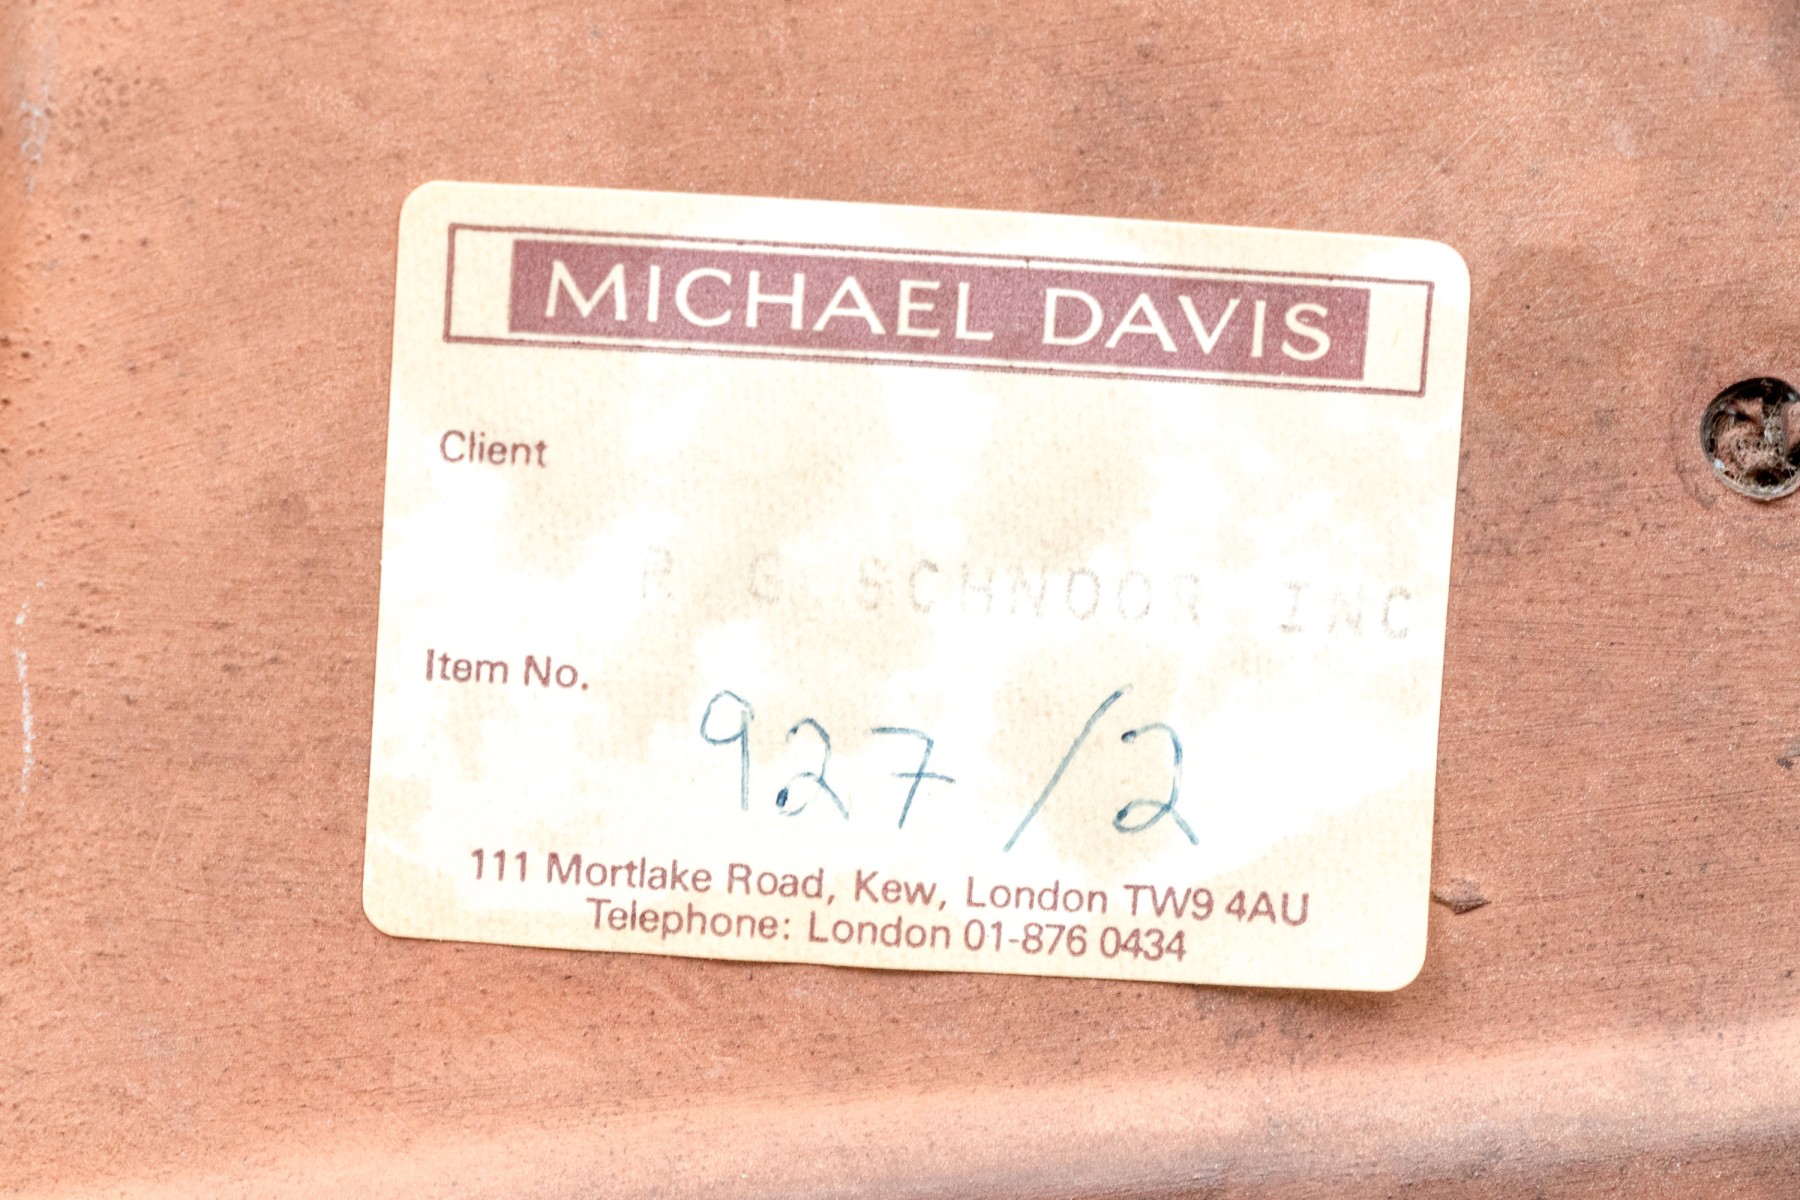 MICHAEL DAVIS
Client
R G SCHNOOR INC
Item No.
927/2
111 Mortlake Road, Kew, London TW9 4AU
Telephone: London 01-876 0434